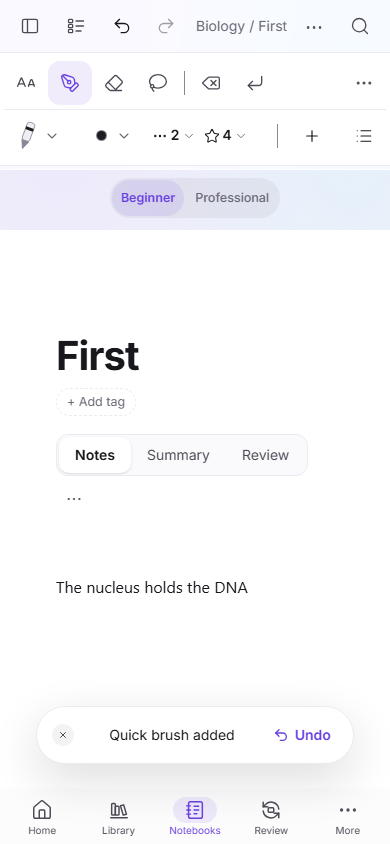 Biology / First
AA
2
4
Beginner
Professional
First
+ Add tag
Notes
Summary
Review
The nucleus holds the DNA
Quick brush added
Undo
Home
Library
Notebooks
Review
More